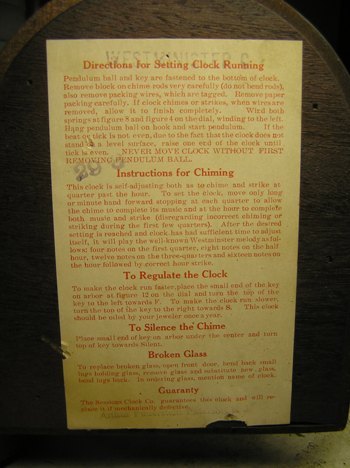 WESTMINISTER
Directions for Setting Clock Running
Pendulum ball and key are fastened to the bottom of clock.
Remove block on chime rods very carefully (do not bend rods),
also remove packing wires, which are tagged. Remove paper
packing carefully. If clock chimes or strikes, when wires are
removed, allow it to finish completely. Wind both
springs at figure 8 and figure 4 on the dial, winding to the left.
Hang pendulum ball on hook and start pendulum. If the
beat or tick is not even, due to the fact that the clock does not
stand on a level surface, raise one end of the clock until
tick is even. NEVER MOVE CLOCK WITHOUT FIRST
REMOVING PENDULUM BALL.
Instructions for Chiming
This clock is self-adjusting both as to chime and strike at
quarter past the hour. To set the clock, move only long
or minute hand forward stopping at each quarter to allow
the chime to complete its music and at the hour to complete
both music and strike (disregarding incorrect chiming or
striking during the first few quarters). After the desired
setting is reached and clock has had sufficient time to adjust
itself, it will play the well-known Westminster melody as fol-
lows: four notes on the first quarter, eight notes on the half
hour, twelve notes on the three-quarters and sixteen notes on
the hour followed by correct hour strike.
To Regulate the Clock
To make the clock run faster, place the small end of the key
on arbor at figure 12 on the dial and turn the top of the
key to the left towards F. To make the clock run slower,
turn the top of the key to the right towards S. This clock
should be oiled by your jeweler once a year.
To Silence the Chime
Place small end of key on arbor under the center and turn
top of key towards Silent.
Broken Glass
To replace broken glass, open front door, bend back small
lugs holding glass, remove glass and substitute new glass,
bend lugs back. In ordering glass, mention name of clock.
Guaranty
The Sessions Clock Co. guarantees this clock and will re-
place it if mechanically defective.